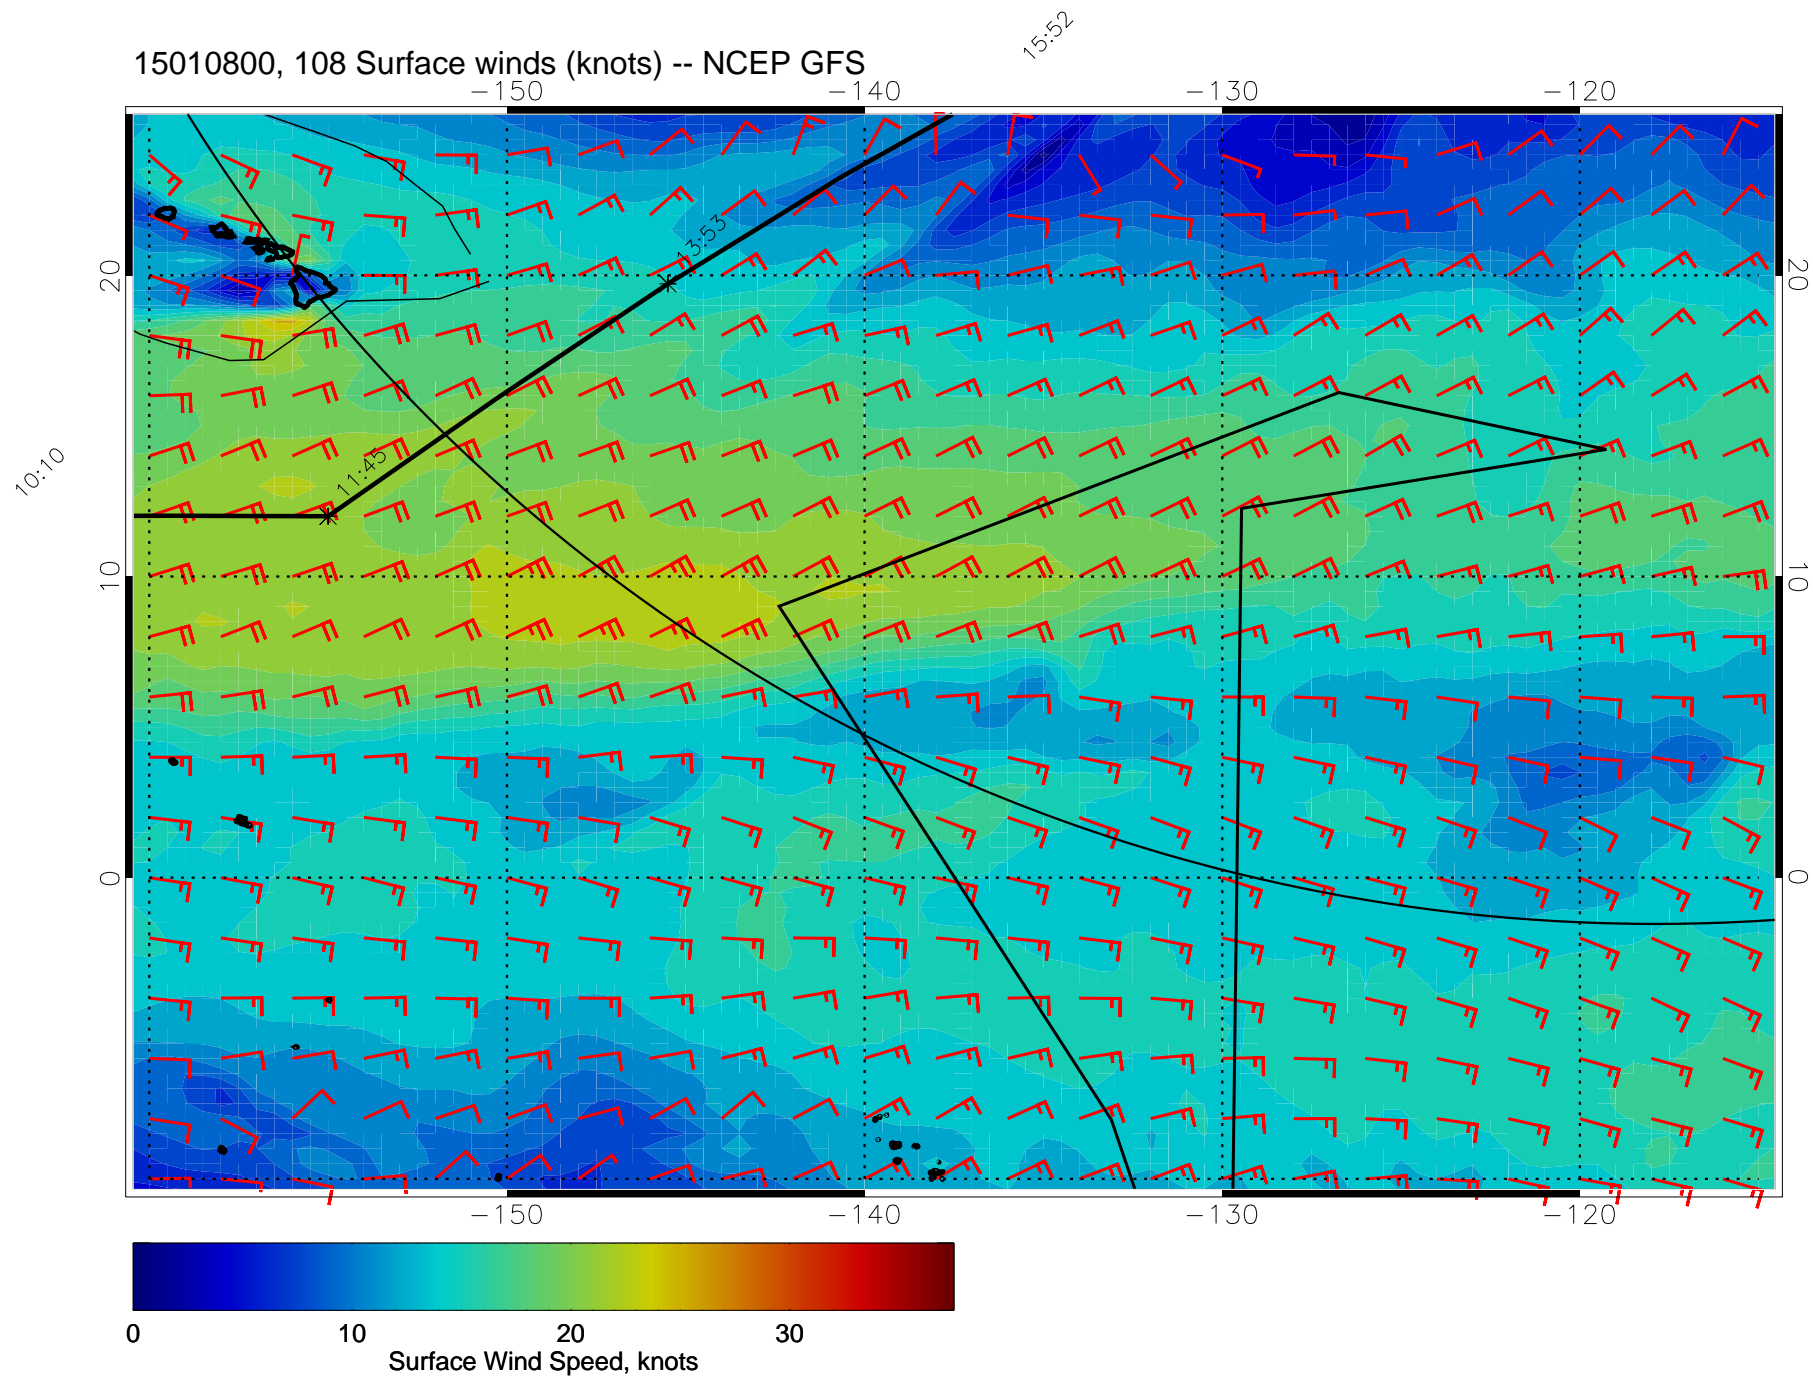 15:52
15010800, 108 Surface winds (knots) -- NCEP GFS
-150 -140 -130 -120
13:53
20 20
11:45
10:10
10 10
0 0
-150 -140 -130 -120
0 10 20 30
Surface Wind Speed, knots